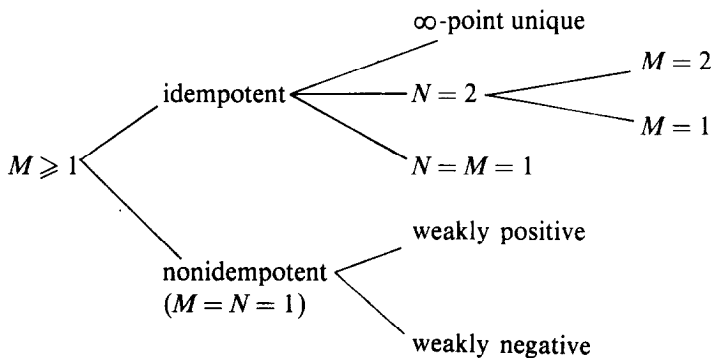 ∞-point unique
M = 2
idempotent
N = 2
M = 1
M ⩾ 1
N = M = 1
weakly positive
nonidempotent
(M = N = 1)
weakly negative